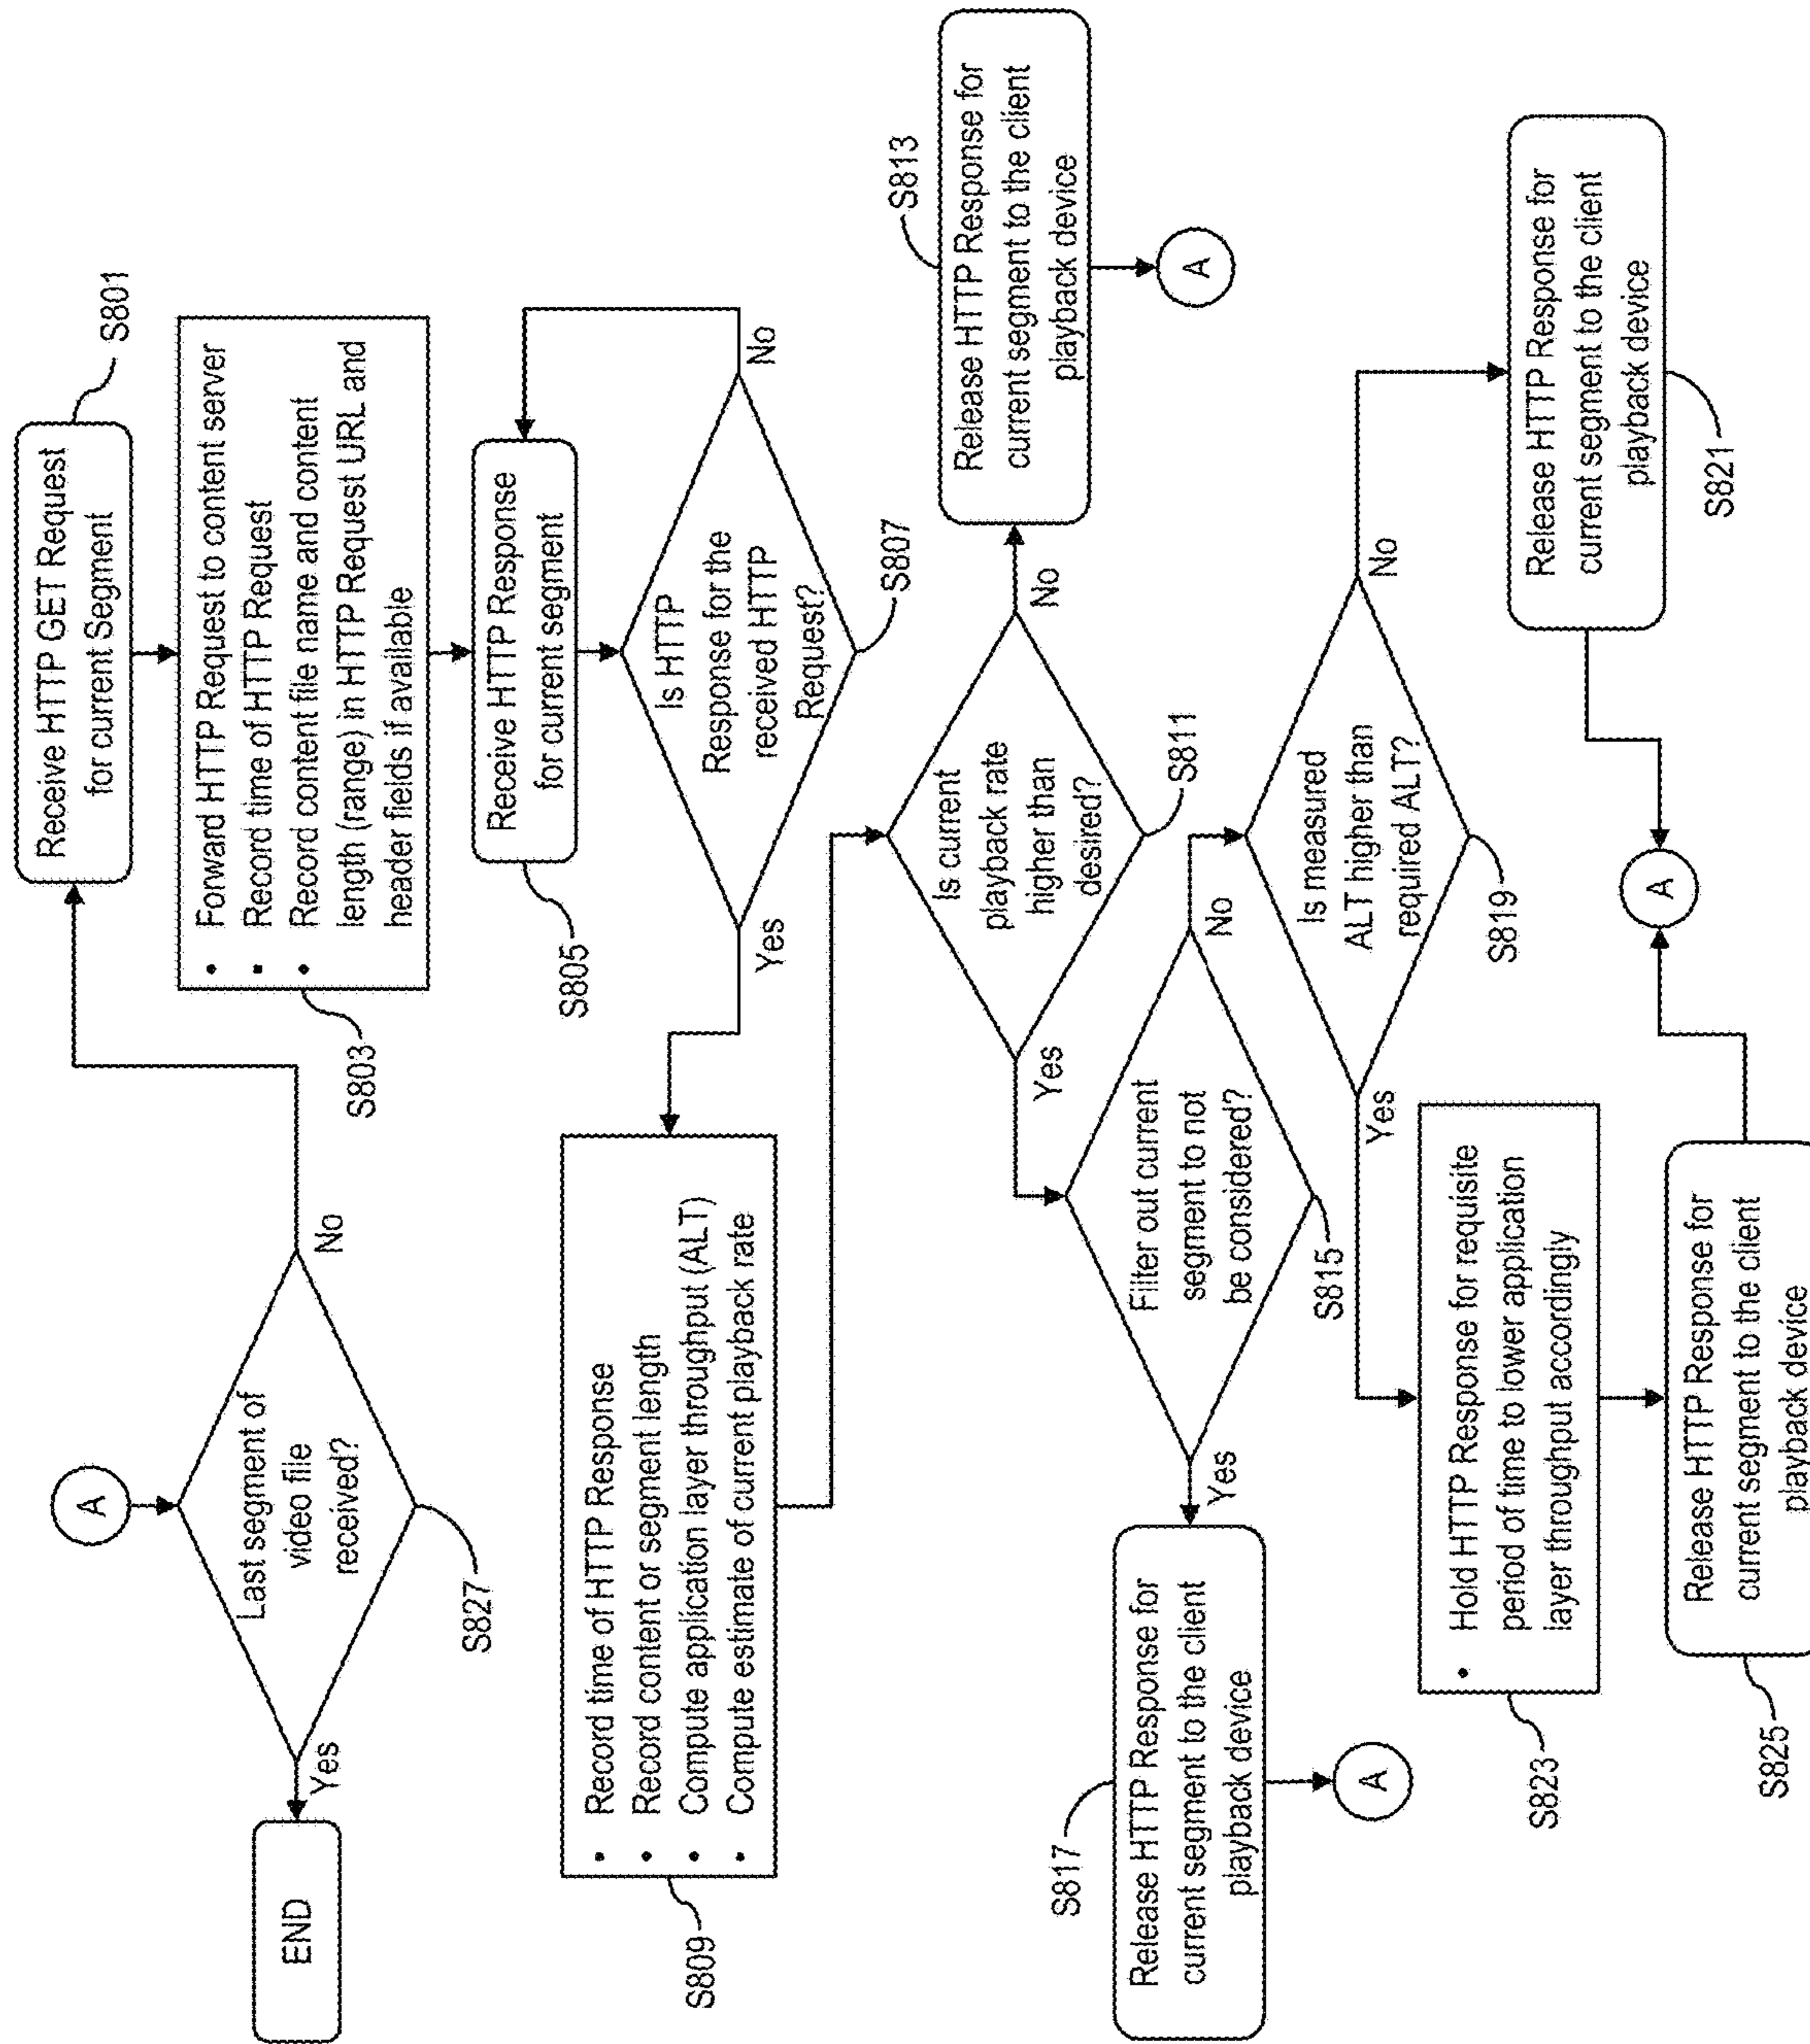 A
Last segment of
video file
received?
Yes
No
S827
END
Receive HTTP GET Request
for current Segment
S801
• Forward HTTP Request to content server
▪ Record time of HTTP Request
• Record content file name and content
length (range) in HTTP Request URL and
header fields if available
S803
Receive HTTP Response
for current segment
S805
Is HTTP
Response for the
received HTTP
Request?
Yes
No
S807
• Record time of HTTP Response
• Record content or segment length
• Compute application layer throughput (ALT)
• Compute estimate of current playback rate
S809
Is current
playback rate
higher than
desired?
Yes
No
S811
Release HTTP Response for
current segment to the client
playback device
S813
A
Filter out current
segment to not
be considered?
Yes
No
S815
Release HTTP Response for
current segment to the client
playback device
S817
A
Is measured
ALT higher than
required ALT?
Yes
No
S819
Release HTTP Response for
current segment to the client
playback device
S821
• Hold HTTP Response for requisite
period of time to lower application
layer throughput accordingly
S823
Release HTTP Response for
current segment to the client
playback device
S825
A